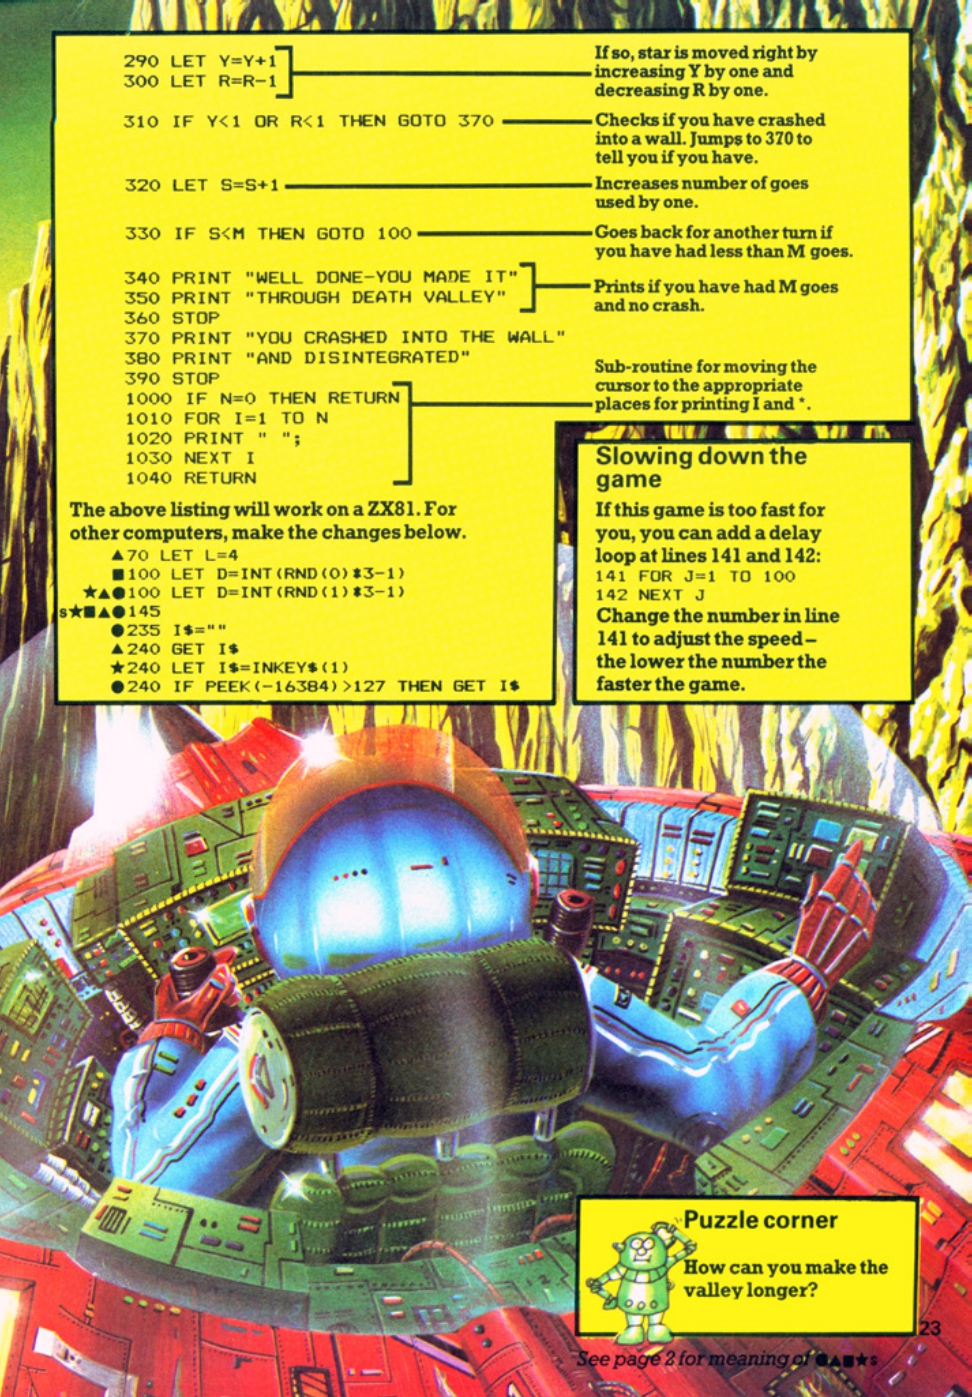 290 LET Y=Y+1
300 LET R=R-1
If so, star is moved right by
increasing Y by one and
decreasing R by one.
310 IF Y<1 OR R<1 THEN GOTO 370
Checks if you have crashed
into a wall. Jumps to 370 to
tell you if you have.
320 LET S=S+1
Increases number of goes
used by one.
330 IF S<M THEN GOTO 100
Goes back for another turn if
you have had less than M goes.
340 PRINT "WELL DONE-YOU MADE IT"
350 PRINT "THROUGH DEATH VALLEY"
360 STOP
Prints if you have had M goes
and no crash.
370 PRINT "YOU CRASHED INTO THE WALL"
380 PRINT "AND DISINTEGRATED"
390 STOP
1000 IF N=0 THEN RETURN
1010 FOR I=1 TO N
1020 PRINT " ";
1030 NEXT I
1040 RETURN
Sub-routine for moving the
cursor to the appropriate
places for printing I and *.
The above listing will work on a ZX81. For
other computers, make the changes below.
▲70 LET L=4
■100 LET D=INT(RND(0)*3-1)
★▲●100 LET D=INT(RND(1)*3-1)
s★■▲●145
●235 I$=""
▲240 GET I$
★240 LET I$=INKEY$(1)
●240 IF PEEK(-16384)>127 THEN GET I$
Slowing down the
game
If this game is too fast for
you, you can add a delay
loop at lines 141 and 142:
141 FOR J=1 TO 100
142 NEXT J
Change the number in line
141 to adjust the speed –
the lower the number the
faster the game.
Puzzle corner
How can you make the
valley longer?
23
See page 2 for meaning of ●▲■★s